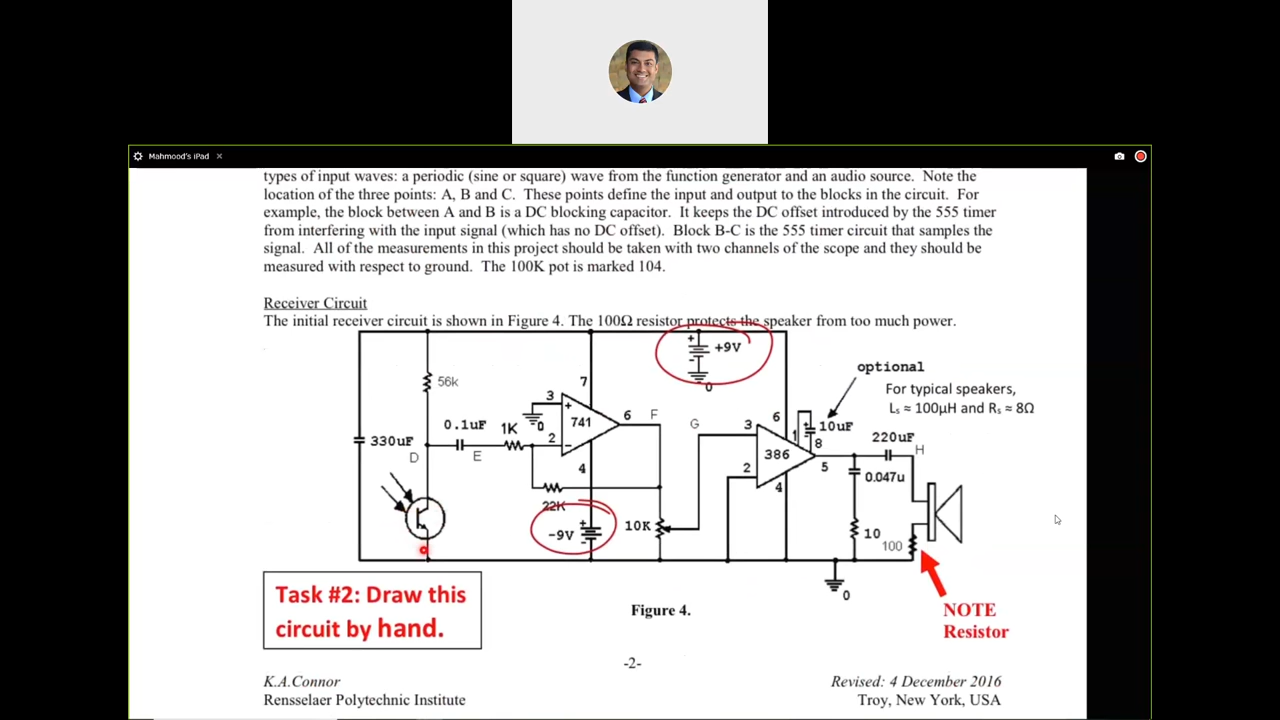 Mahmood's iPad ×
types of input waves: a periodic (sine or square) wave from the function generator and an audio source. Note the
location of the three points: A, B and C. These points define the input and output to the blocks in the circuit. For
example, the block between A and B is a DC blocking capacitor. It keeps the DC offset introduced by the 555 timer
from interfering with the input signal (which has no DC offset). Block B-C is the 555 timer circuit that samples the
signal. All of the measurements in this project should be taken with two channels of the scope and they should be
measured with respect to ground. The 100K pot is marked 104.
Receiver Circuit
The initial receiver circuit is shown in Figure 4. The 100Ω resistor protects the speaker from too much power.
+
-
+9V
0
optional
For typical speakers,
Ls ≈ 100µH and Rs ≈ 8Ω
56k
7
3
+
0
741
6
F
G
3
6
1
+
-
10uF
8
0.1uF
1K
2
-
330uF
D
E
4
386
2
4
5
220uF
H
0.047u
22K
-9V
+
-
10K
10
100
0
Task #2: Draw this
circuit by hand.
Figure 4.
NOTE
Resistor
-2-
K.A.Connor
Revised: 4 December 2016
Rensselaer Polytechnic Institute
Troy, New York, USA